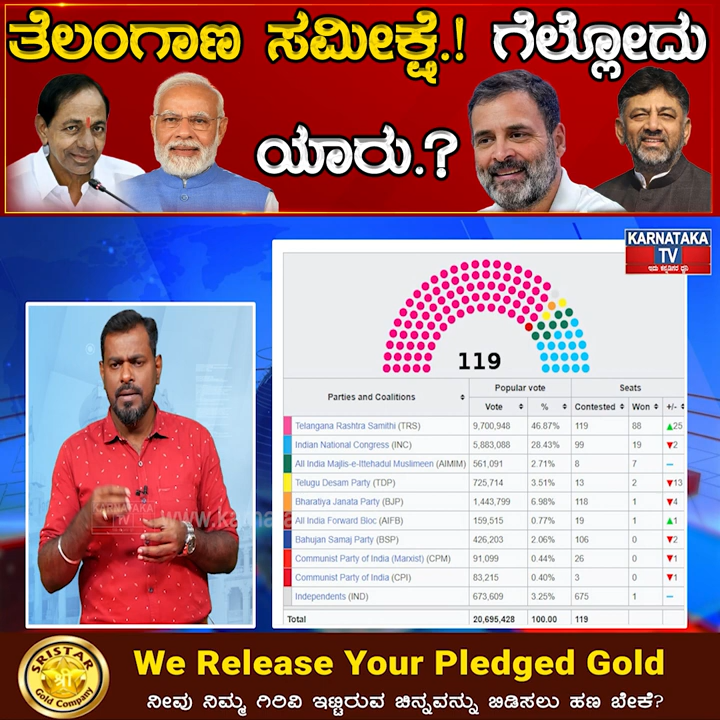 ತೆಲಂಗಾಣ ಸಮೀಕ್ಷೆ.! ಗೆಲ್ಲೋದು
ಯಾರು.?
KARNATAKA
TV
ಇದು ಕನ್ನಡಿಗರ ಧ್ವನಿ
119
Parties and Coalitions Popular vote Seats
Vote % Contested Won +/-
Telangana Rashtra Samithi (TRS) 9,700,948 46.87% 119 88 ▲25
Indian National Congress (INC) 5,883,088 28.43% 99 19 ▼2
All India Majlis-e-Ittehadul Muslimeen (AIMIM) 561,091 2.71% 8 7 –
Telugu Desam Party (TDP) 725,714 3.51% 13 2 ▼13
Bharatiya Janata Party (BJP) 1,443,799 6.98% 118 1 ▼4
All India Forward Bloc (AIFB) 159,515 0.77% 19 1 ▲1
Bahujan Samaj Party (BSP) 426,203 2.06% 106 0 ▼2
Communist Party of India (Marxist) (CPM) 91,099 0.44% 26 0 ▼1
Communist Party of India (CPI) 83,215 0.40% 3 0 ▼1
Independents (IND) 673,609 3.25% 675 1 –
Total 20,695,428 100.00 119
KARNATAKA
TV
SRISTAR
ಶ್ರೀ
Gold Company
We Release Your Pledged Gold
ನೀವು ನಿಮ್ಮ ಗಿರಿವಿ ಇಟ್ಟಿರುವ ಚಿನ್ನವನ್ನು ಬಿಡಿಸಲು ಹಣ ಬೇಕೆ?